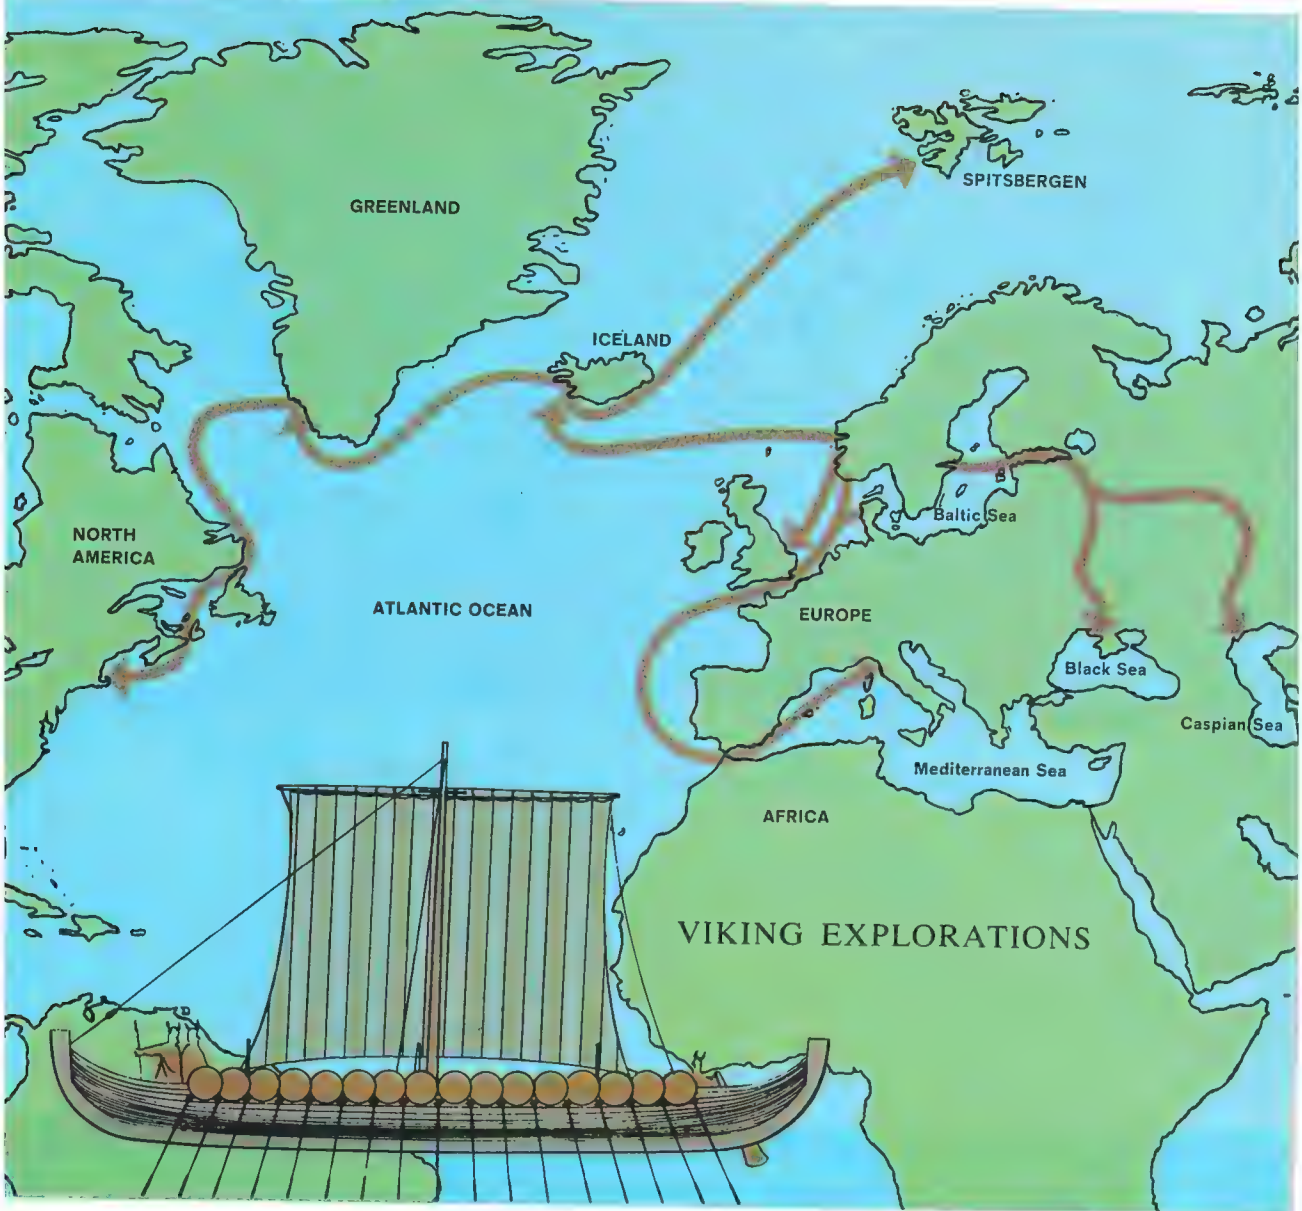 GREENLAND
SPITSBERGEN
ICELAND
NORTH
AMERICA
Baltic Sea
ATLANTIC OCEAN
EUROPE
Black Sea
Caspian Sea
Mediterranean Sea
AFRICA
VIKING EXPLORATIONS